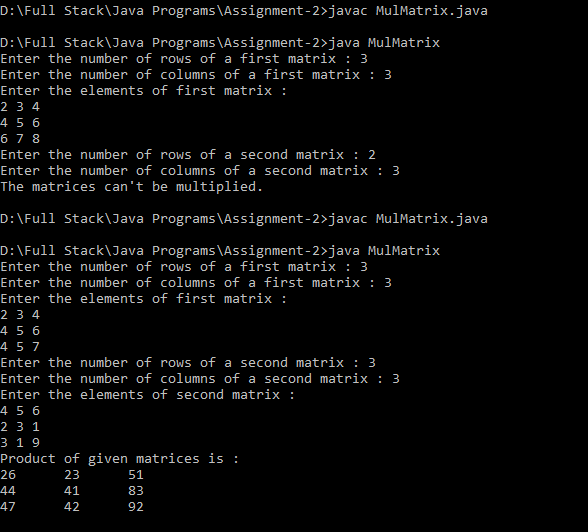 D:\Full Stack\Java Programs\Assignment-2>javac MulMatrix.java
D:\Full Stack\Java Programs\Assignment-2>java MulMatrix
Enter the number of rows of a first matrix : 3
Enter the number of columns of a first matrix : 3
Enter the elements of first matrix :
2 3 4
4 5 6
6 7 8
Enter the number of rows of a second matrix : 2
Enter the number of columns of a second matrix : 3
The matrices can't be multiplied.
D:\Full Stack\Java Programs\Assignment-2>javac MulMatrix.java
D:\Full Stack\Java Programs\Assignment-2>java MulMatrix
Enter the number of rows of a first matrix : 3
Enter the number of columns of a first matrix : 3
Enter the elements of first matrix :
2 3 4
4 5 6
4 5 7
Enter the number of rows of a second matrix : 3
Enter the number of columns of a second matrix : 3
Enter the elements of second matrix :
4 5 6
2 3 1
3 1 9
Product of given matrices is :
26 23 51
44 41 83
47 42 92